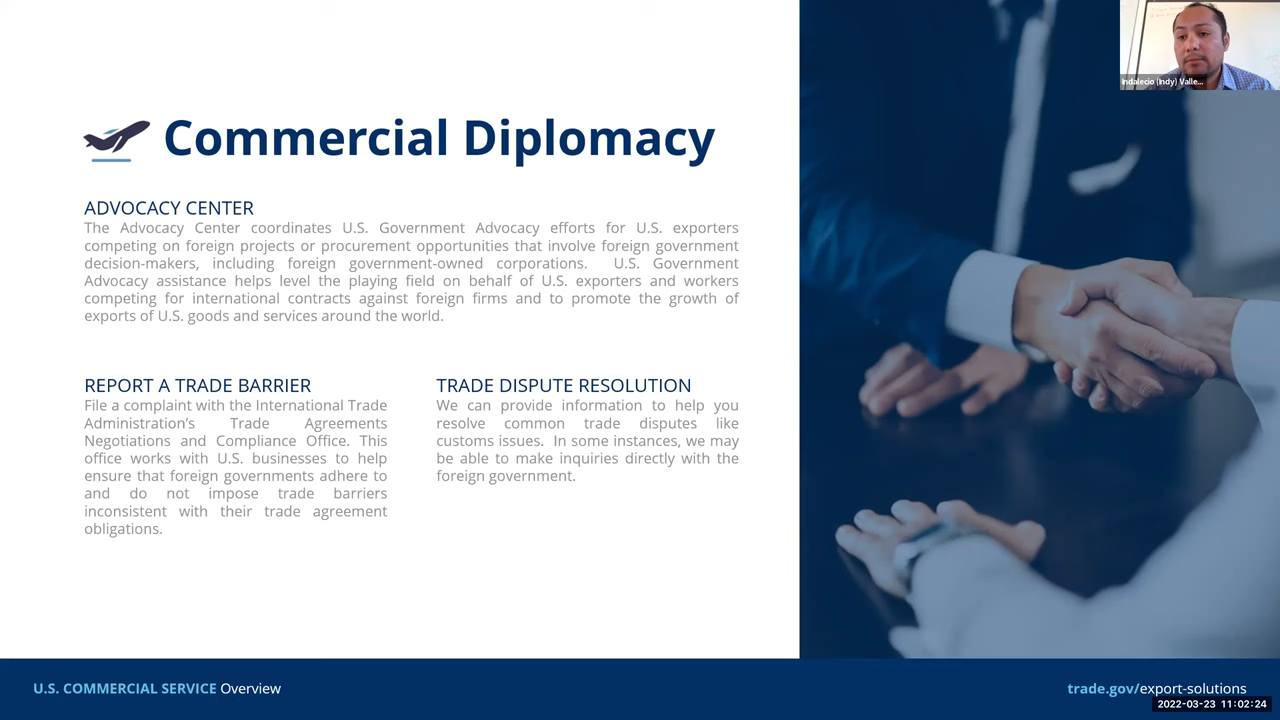 Indalecio (Indy) Valle...
Commercial Diplomacy
ADVOCACY CENTER
The Advocacy Center coordinates U.S. Government Advocacy efforts for U.S. exporters
competing on foreign projects or procurement opportunities that involve foreign government
decision-makers, including foreign government-owned corporations. U.S. Government
Advocacy assistance helps level the playing field on behalf of U.S. exporters and workers
competing for international contracts against foreign firms and to promote the growth of
exports of U.S. goods and services around the world.
REPORT A TRADE BARRIER
File a complaint with the International Trade
Administration's Trade Agreements
Negotiations and Compliance Office. This
office works with U.S. businesses to help
ensure that foreign governments adhere to
and do not impose trade barriers
inconsistent with their trade agreement
obligations.
TRADE DISPUTE RESOLUTION
We can provide information to help you
resolve common trade disputes like
customs issues. In some instances, we may
be able to make inquiries directly with the
foreign government.
U.S. COMMERCIAL SERVICE Overview
trade.gov/export-solutions
2022-03-23 11:02:24